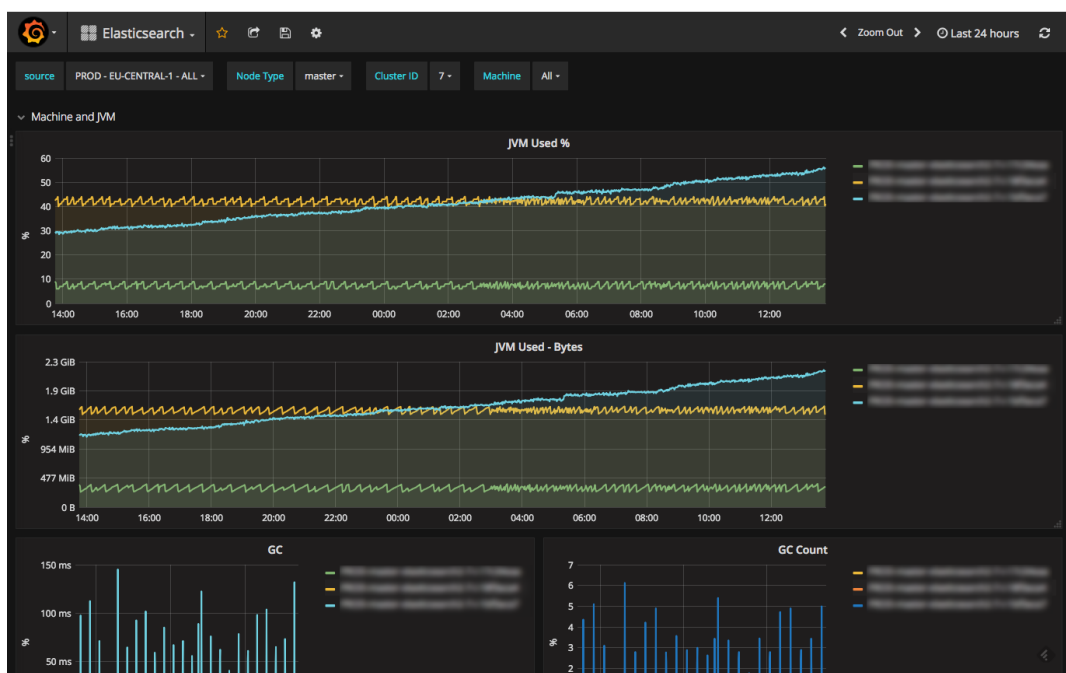 Elasticsearch
Zoom Out
Last 24 hours
source PROD - EU-CENTRAL-1 - ALL Node Type master Cluster ID 7 Machine All
Machine and JVM
JVM Used %
60
50
40
30
20
10
0
%
14:00 16:00 18:00 20:00 22:00 00:00 02:00 04:00 06:00 08:00 10:00 12:00
JVM Used - Bytes
2.3 GiB
1.9 GiB
1.4 GiB
954 MiB
477 MiB
0 B
%
14:00 16:00 18:00 20:00 22:00 00:00 02:00 04:00 06:00 08:00 10:00 12:00
GC
150 ms
100 ms
50 ms
%
GC Count
7
6
5
4
3
2
%